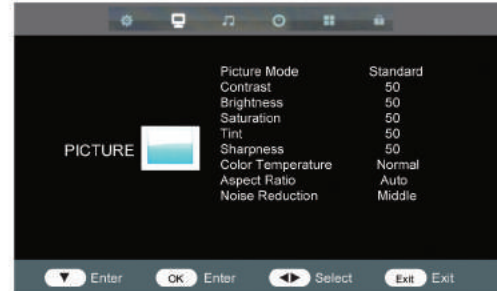 Picture Mode Standard
Contrast 50
Brightness 50
Saturation 50
Tint 50
PICTURE
Sharpness 50
Color Temperature Normal
Aspect Ratio Auto
Noise Reduction Middle
▼ Enter OK Enter ◀▶ Select Exit Exit